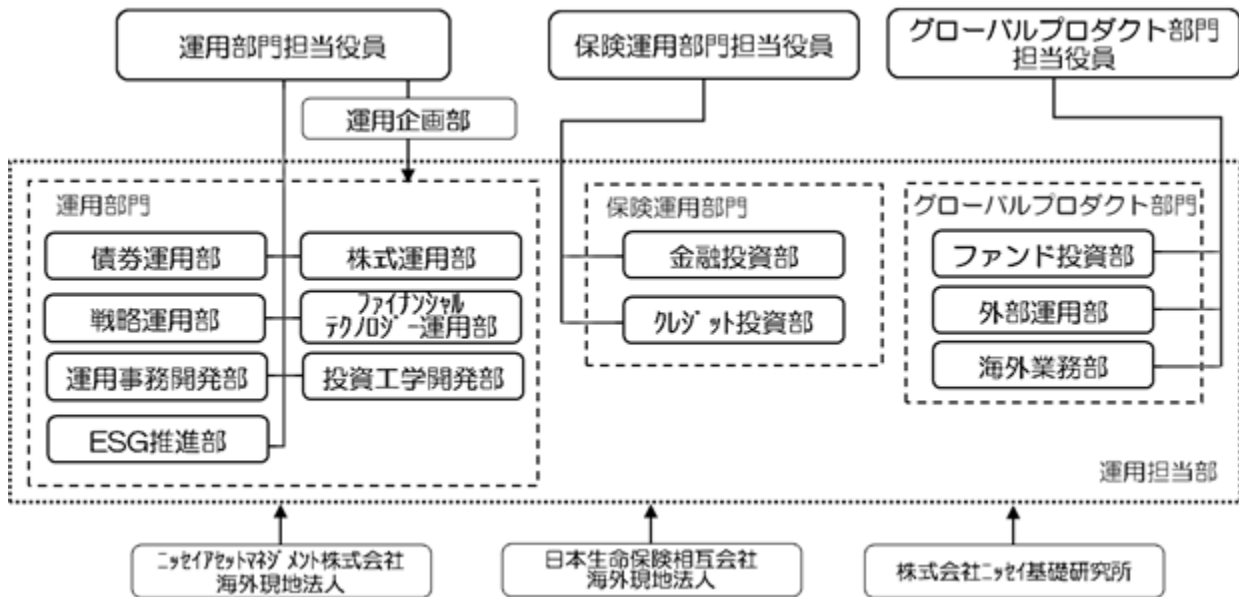 運用部門担当役員
保険運用部門担当役員
グローバルプロダクト部門
担当役員
運用企画部
運用部門
保険運用部門
グローバルプロダクト部門
債券運用部
株式運用部
金融投資部
ファンド投資部
戦略運用部
ファイナンシャル
テクノロジー運用部
クレジット投資部
外部運用部
運用事務開発部
投資工学開発部
海外業務部
ESG推進部
運用担当部
ニッセイアセットマネジメント株式会社
海外現地法人
日本生命保険相互会社
海外現地法人
株式会社ニッセイ基礎研究所